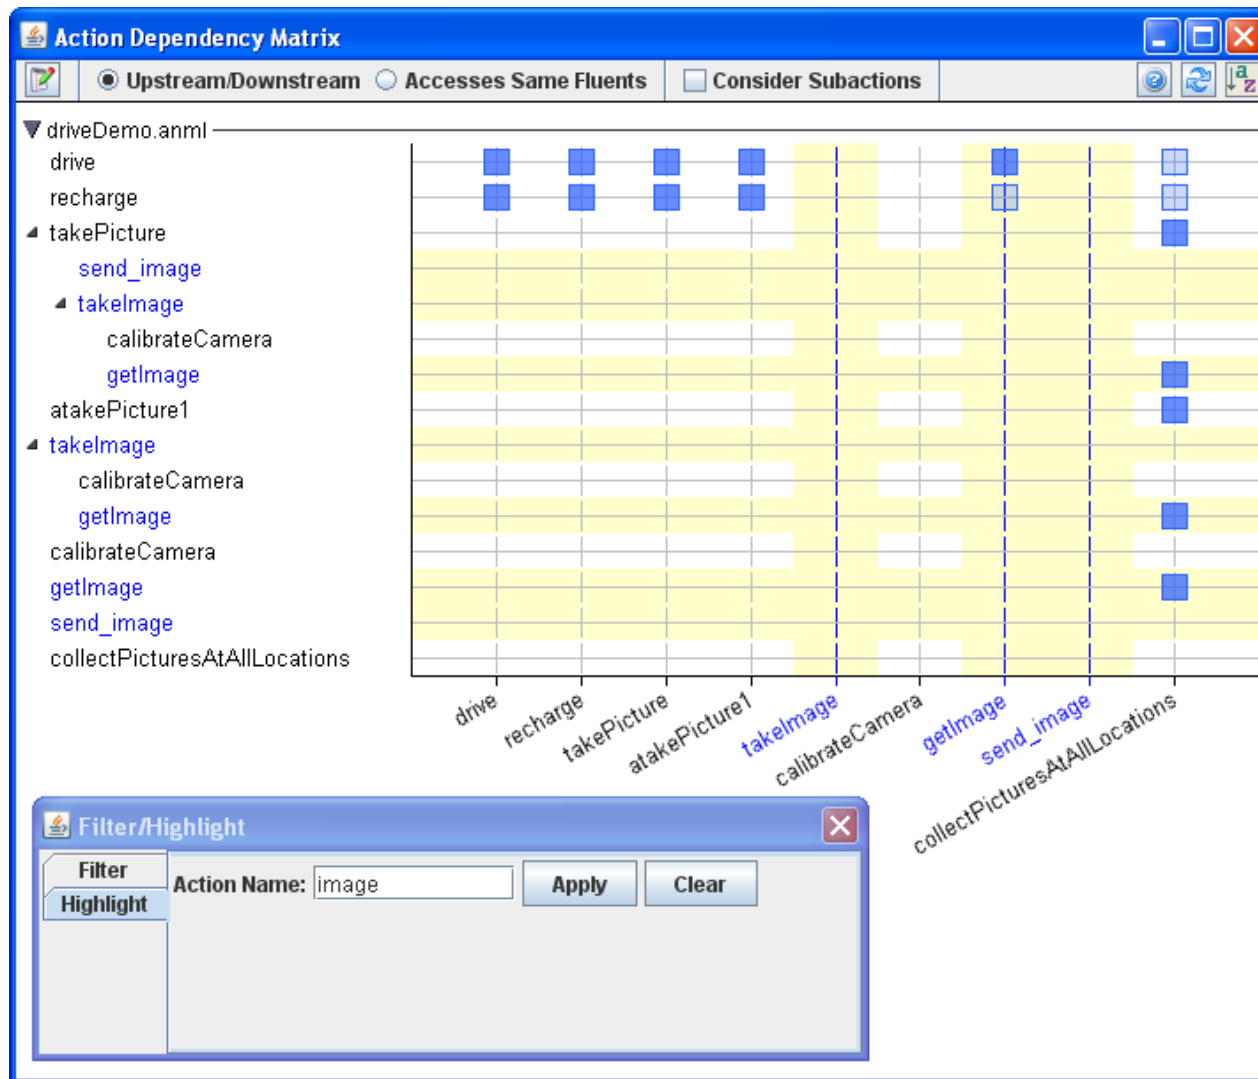 Action Dependency Matrix
Upstream/Downstream Accesses Same Fluents Consider Subactions
a
z
driveDemo.anml
drive
recharge
takePicture
send_image
takeImage
calibrateCamera
getImage
atakePicture1
takeImage
calibrateCamera
getImage
calibrateCamera
getImage
send_image
collectPicturesAtAllLocations
drive
recharge
takePicture
atakePicture1
takeImage
calibrateCamera
getImage
send_image
collectPicturesAtAllLocations
Filter/Highlight
Filter
Highlight
Action Name: image Apply Clear